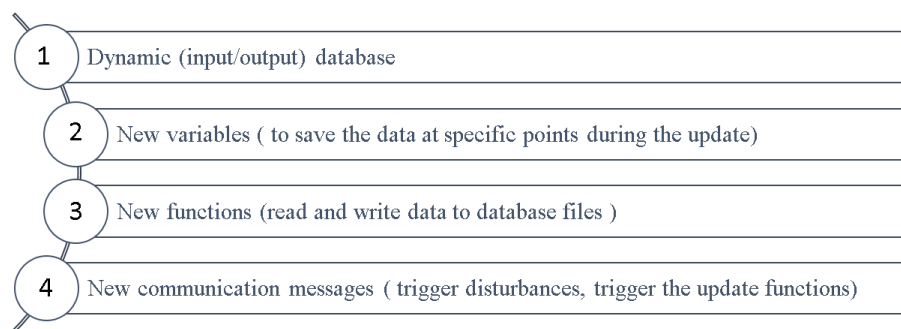 1 Dynamic (input/output) database
2 New variables ( to save the data at specific points during the update)
3 New functions (read and write data to database files )
4 New communication messages ( trigger disturbances, trigger the update functions)